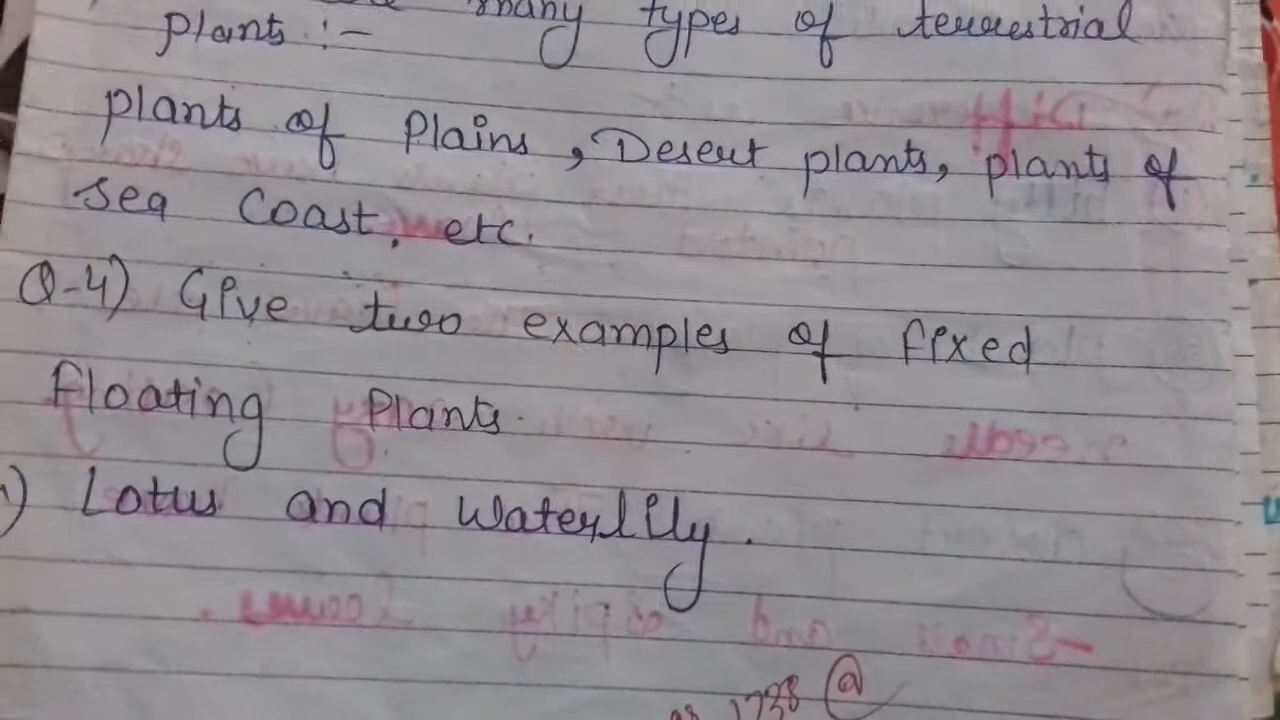 many types of terrestrial
plants :-
plants of Plains, Desert plants, plants of
sea coast, etc.
Q-4) Give two examples of fixed
floating Plants.
) Lotus and Waterlily.
1738 @